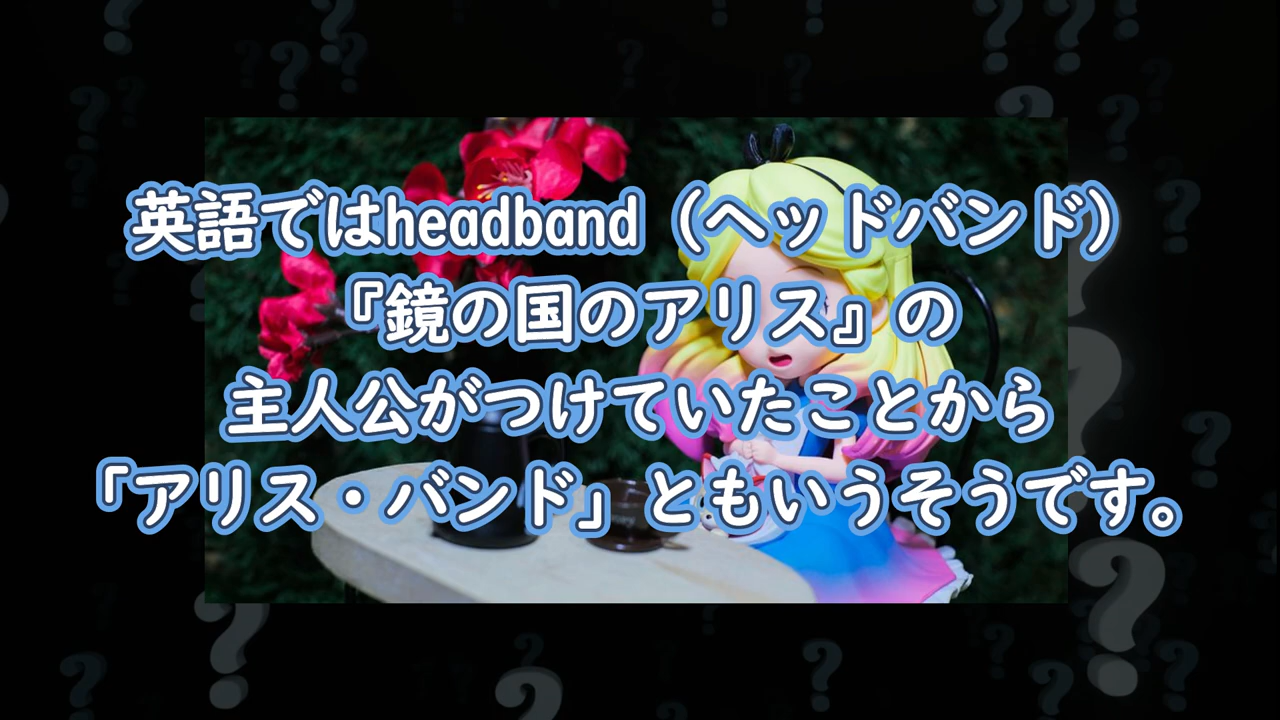 英語ではheadband（ヘッドバンド）
『鏡の国のアリス』の
主人公がつけていたことから
「アリス・バンド」ともいうそうです。